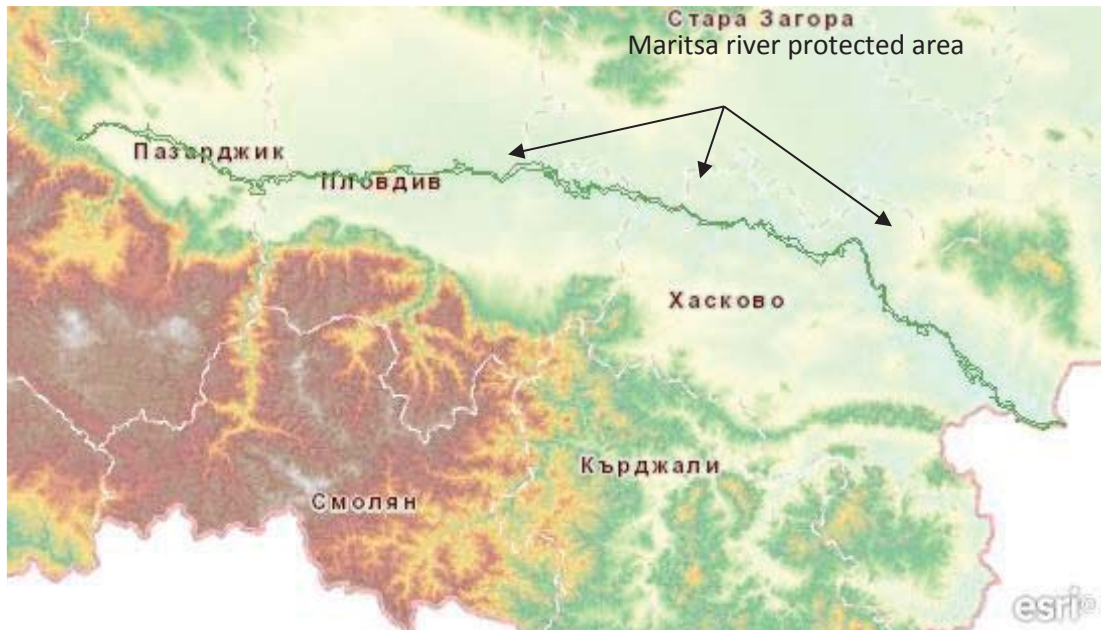 Стара Загора
Maritsa river protected area
Пазарджик
Пловдив
Хасково
Кърджали
Смолян
esri